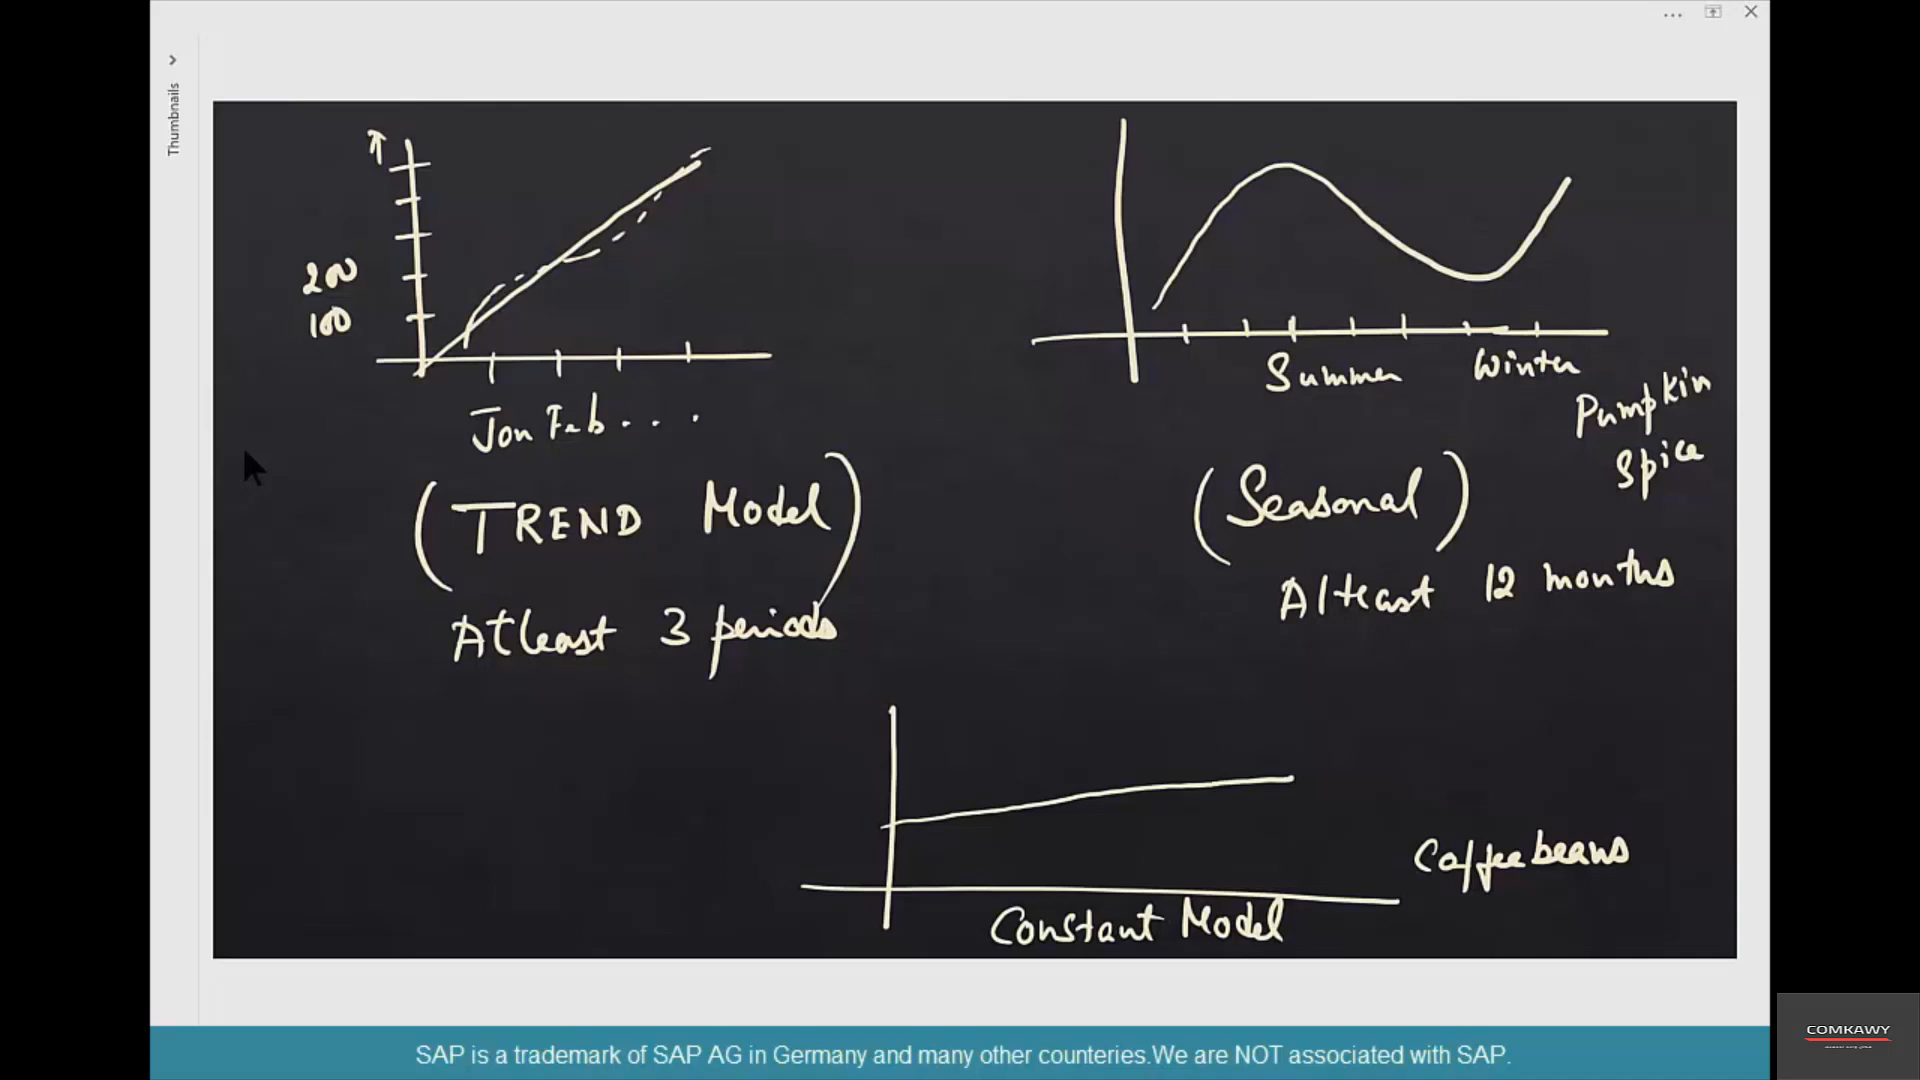 Thumbnails
200
100
Jan Feb . . . .
(TREND Model)
Atleast 3 periods
Summer
Winter
Pumpkin
Spice
(Seasonal)
Atleast 12 months
Coffee beans
Constant Model
SAP is a trademark of SAP AG in Germany and many other counteries.We are NOT associated with SAP.
COMKAWY